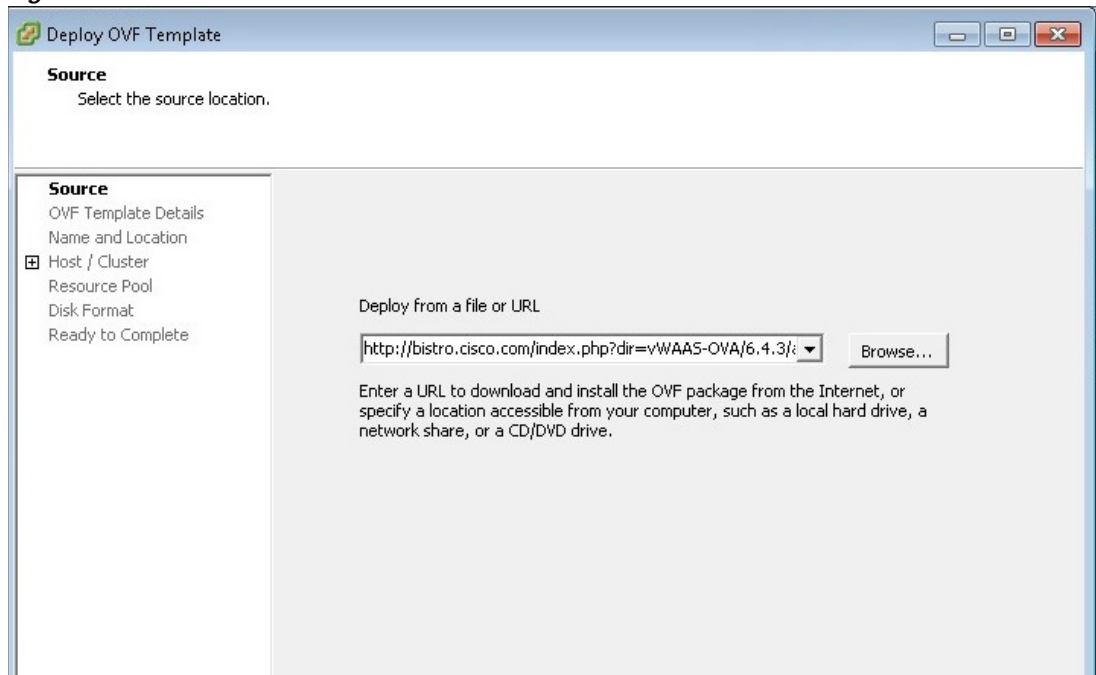 Deploy OVF Template
Source
Select the source location.
Source
OVF Template Details
Name and Location
Host / Cluster
Resource Pool
Disk Format
Ready to Complete
Deploy from a file or URL
http://bistro.cisco.com/index.php?dir=vWAAS-OVA/6.4.3/
Browse...
Enter a URL to download and install the OVF package from the Internet, or
specify a location accessible from your computer, such as a local hard drive, a
network share, or a CD/DVD drive.